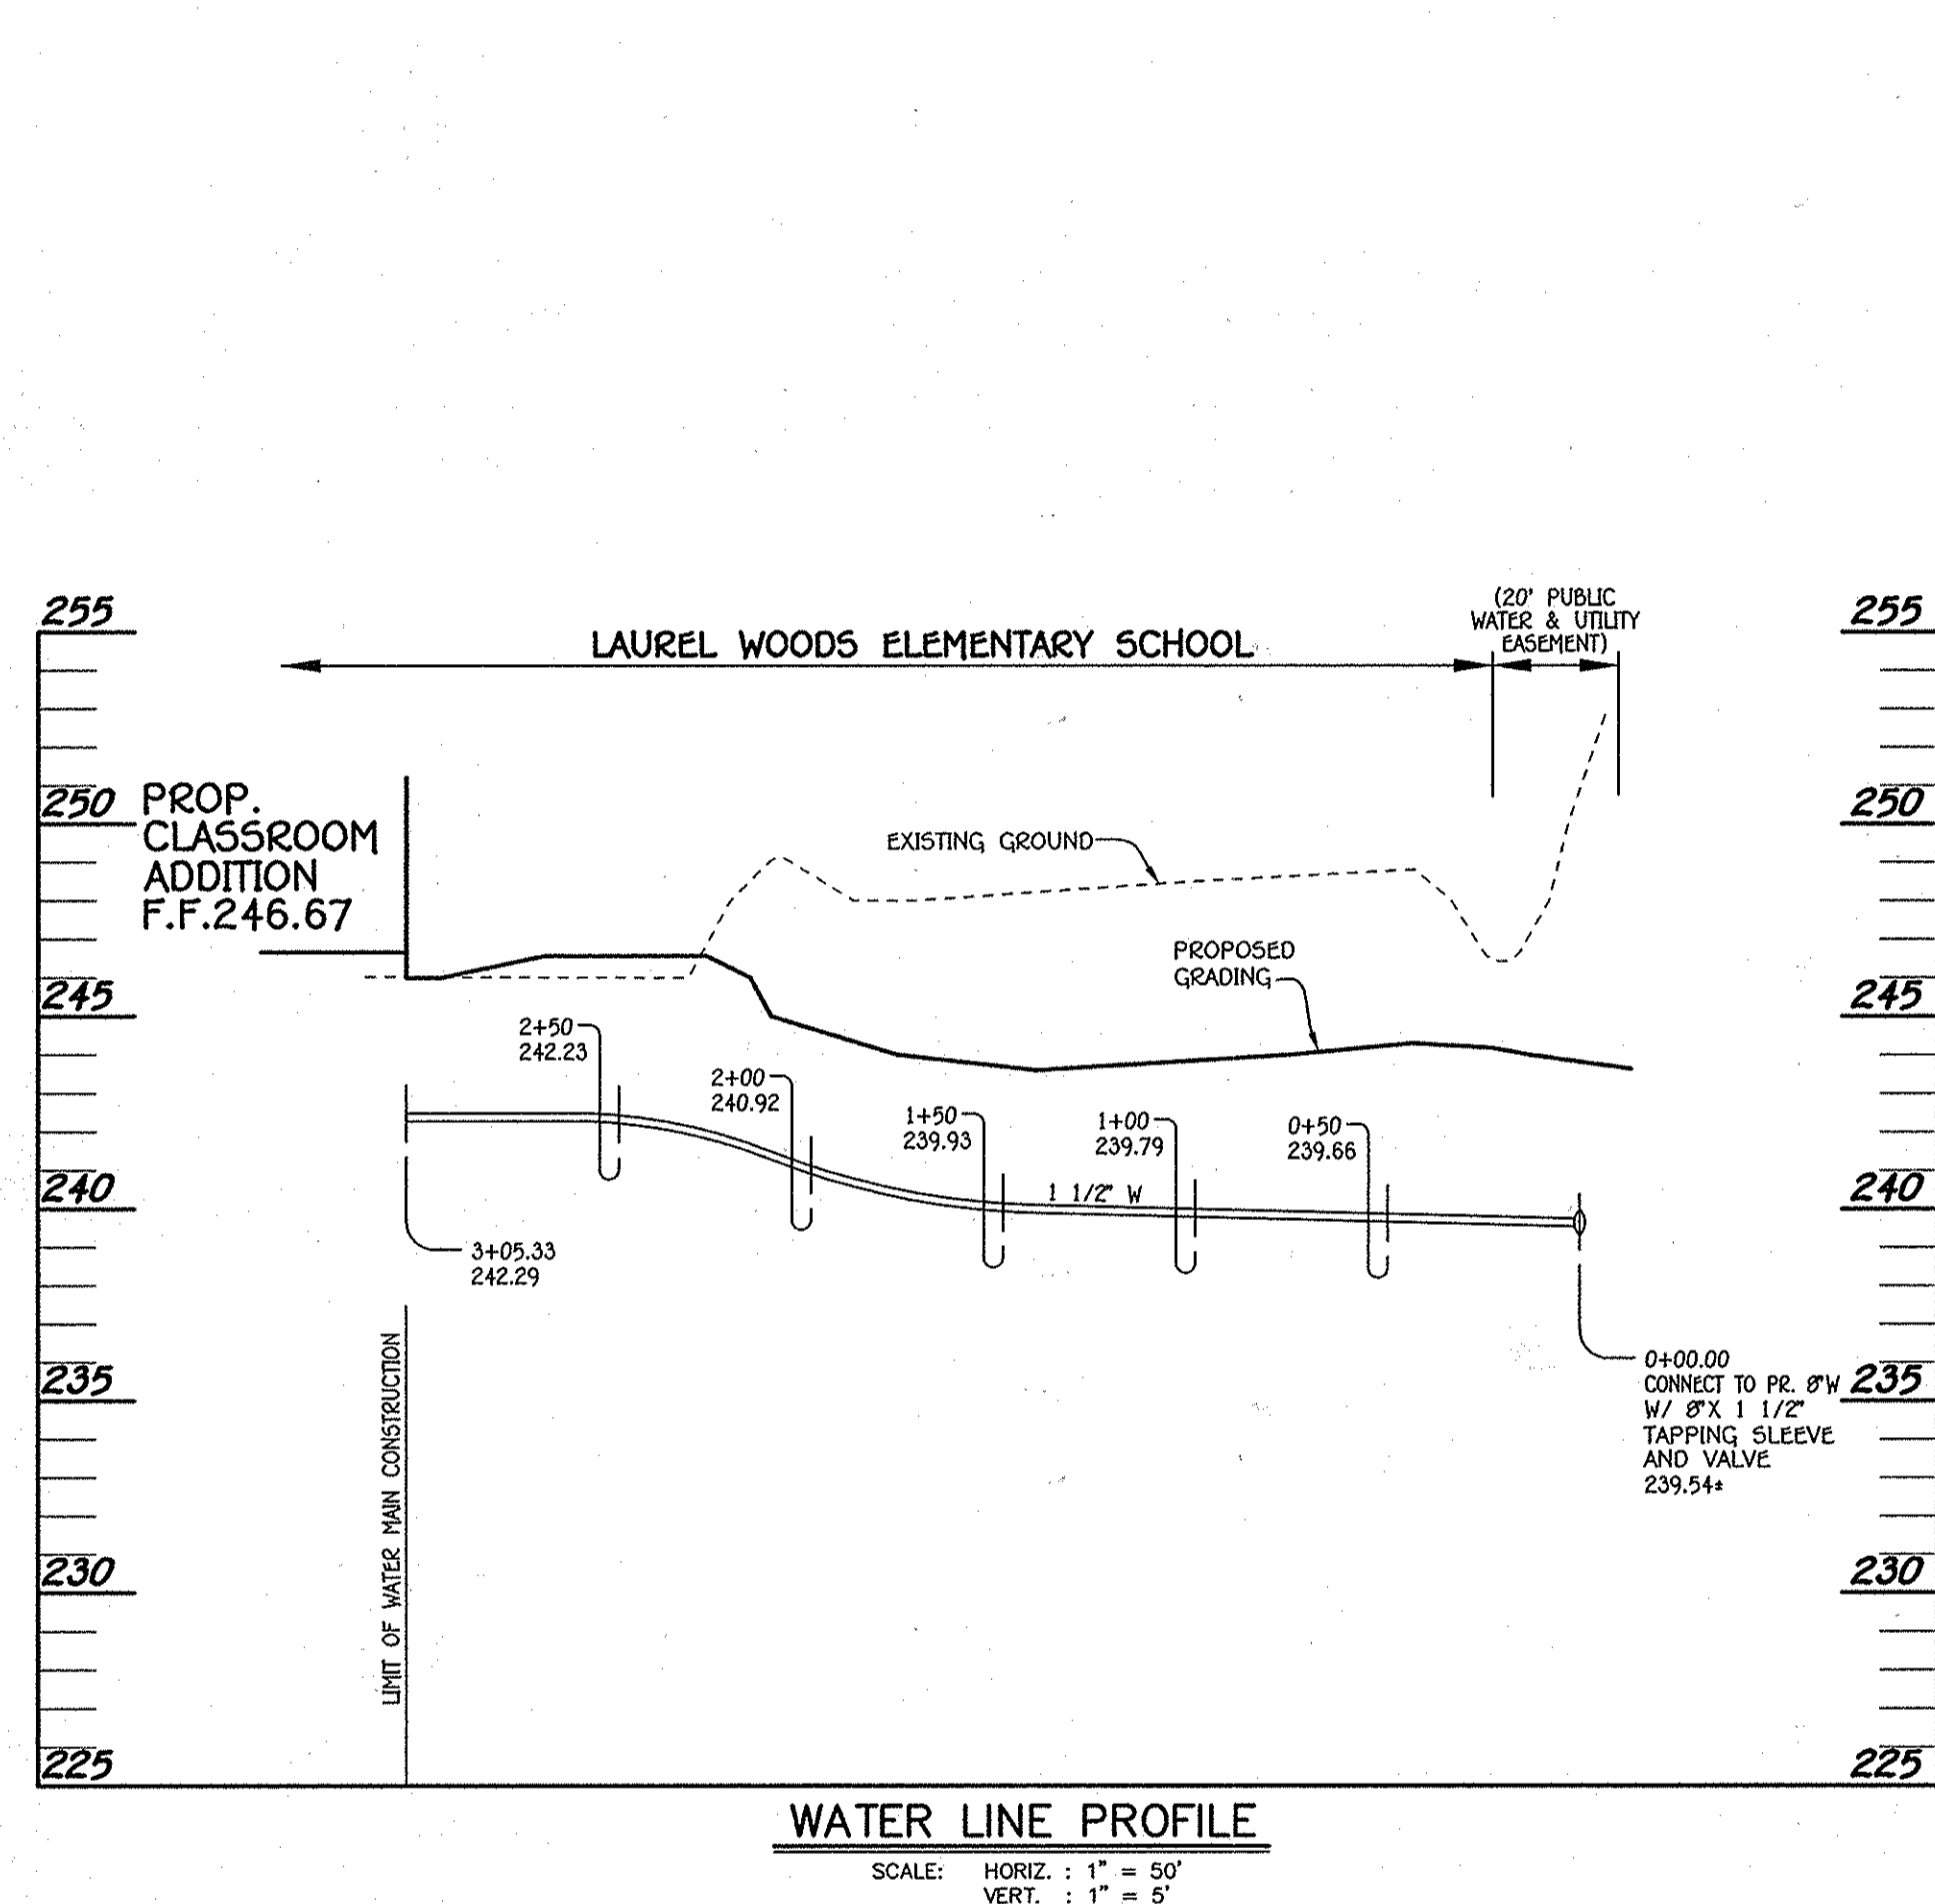 (20' PUBLIC
WATER & UTILITY
EASEMENT)
255
255
LAUREL WOODS ELEMENTARY SCHOOL
250
PROP.
CLASSROOM
ADDITION
F.F.246.67
EXISTING GROUND
250
PROPOSED
GRADING
245
245
2+50
242.23
2+00
240.92
1+50
239.93
1+00
239.79
0+50
239.66
240
1 1/2" W
240
3+05.33
242.29
LIMIT OF WATER MAIN CONSTRUCTION
0+00.00
CONNECT TO PR. 8"W
W/ 8"X 1 1/2"
TAPPING SLEEVE
AND VALVE
239.54±
235
235
230
230
225
225
WATER LINE PROFILE
SCALE: HORIZ. : 1" = 50'
VERT. : 1" = 5'